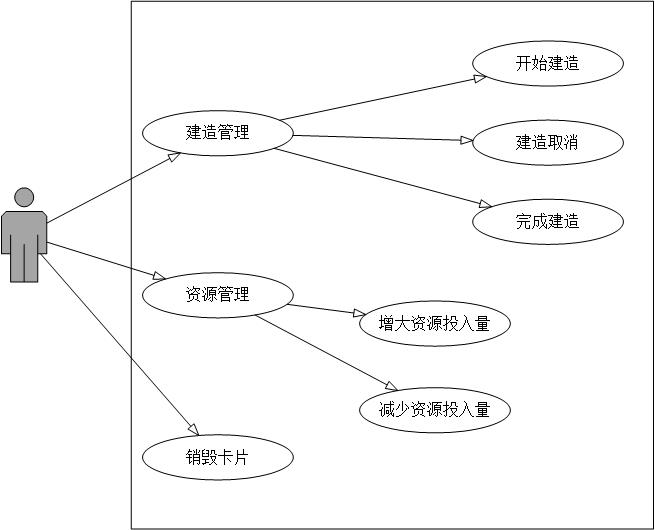 开始建造
建造管理
建造取消
完成建造
资源管理
增大资源投入量
减少资源投入量
销毁卡片